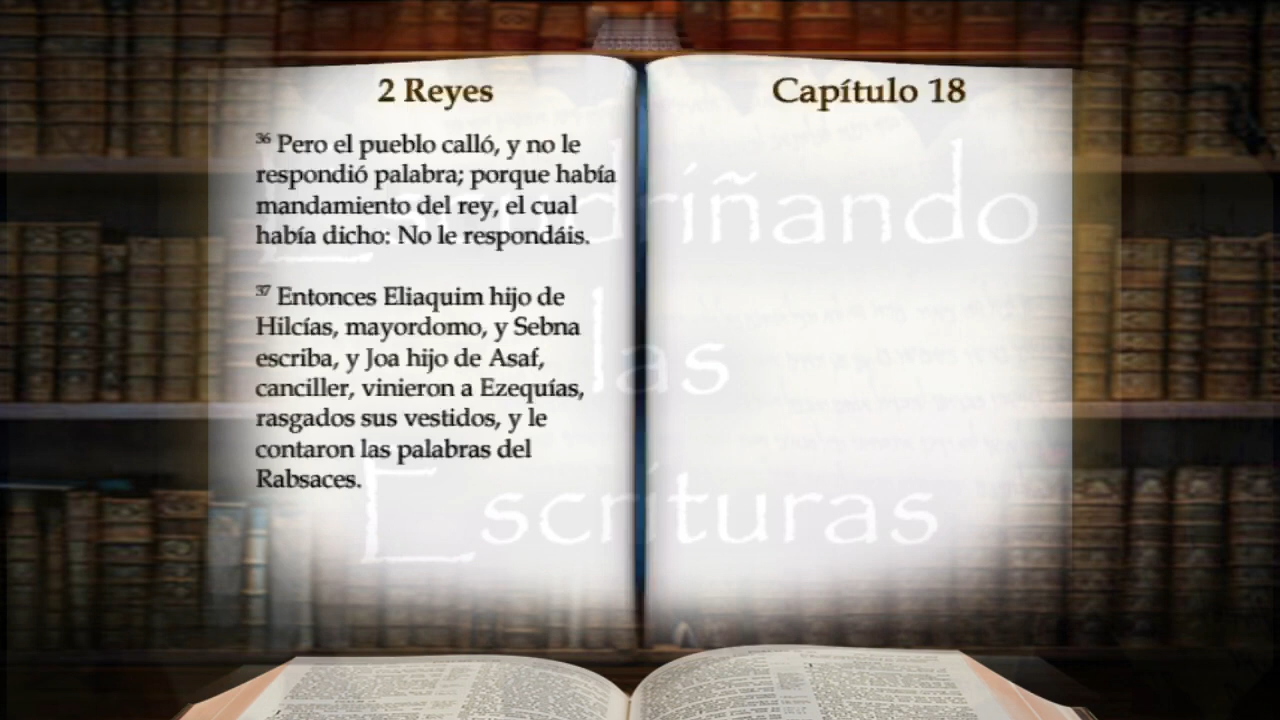 2 Reyes
Capítulo 18
36 Pero el pueblo calló, y no le
respondió palabra; porque había
mandamiento del rey, el cual
había dicho: No le respondáis.
37 Entonces Eliaquim hijo de
Hilcías, mayordomo, y Sebna
escriba, y Joa hijo de Asaf,
canciller, vinieron a Ezequías,
rasgados sus vestidos, y le
contaron las palabras del
Rabsaces.
Escudriñando
las
Escrituras